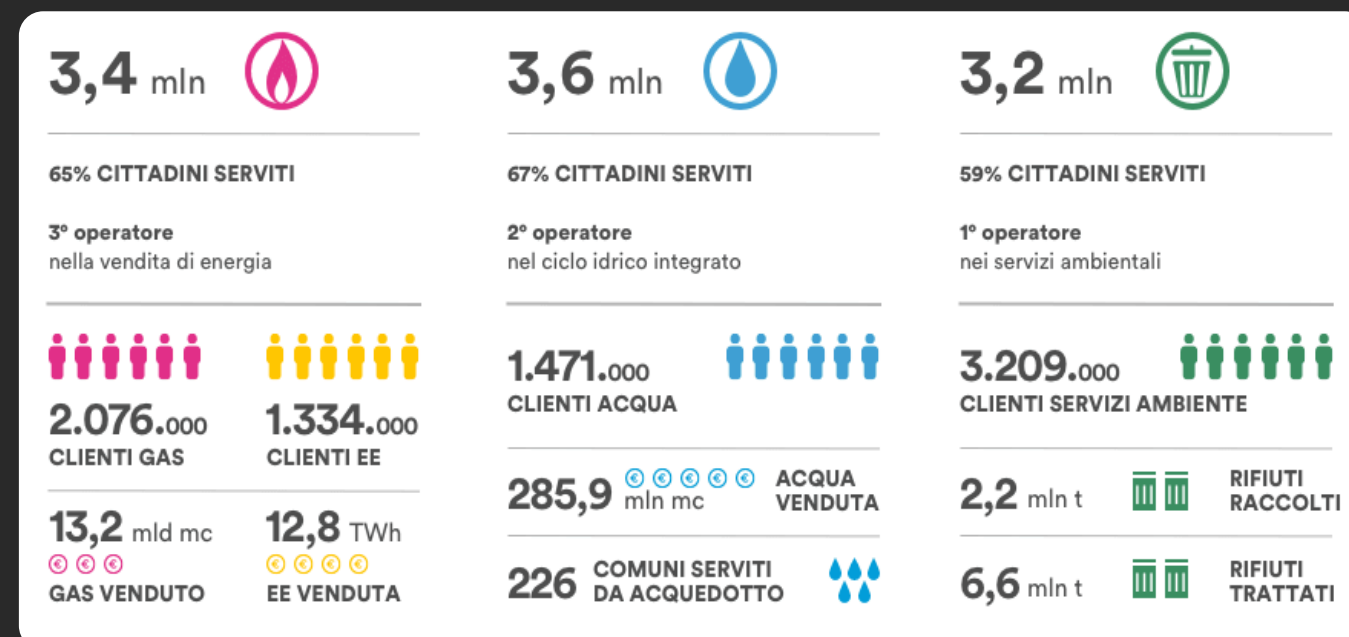 3,4 mln
65% CITTADINI SERVITI
3° operatore
nella vendita di energia
2.076.000
CLIENTI GAS
1.334.000
CLIENTI EE
13,2 mld mc
GAS VENDUTO
12,8 TWh
EE VENDUTA
3,6 mln
67% CITTADINI SERVITI
2° operatore
nel ciclo idrico integrato
1.471.000
CLIENTI ACQUA
285,9 mln mc
€ € € € €
ACQUA
VENDUTA
226
COMUNI SERVITI
DA ACQUEDOTTO
3,2 mln
59% CITTADINI SERVITI
1° operatore
nei servizi ambientali
3.209.000
CLIENTI SERVIZI AMBIENTE
2,2 mln t
RIFIUTI
RACCOLTI
6,6 mln t
RIFIUTI
TRATTATI